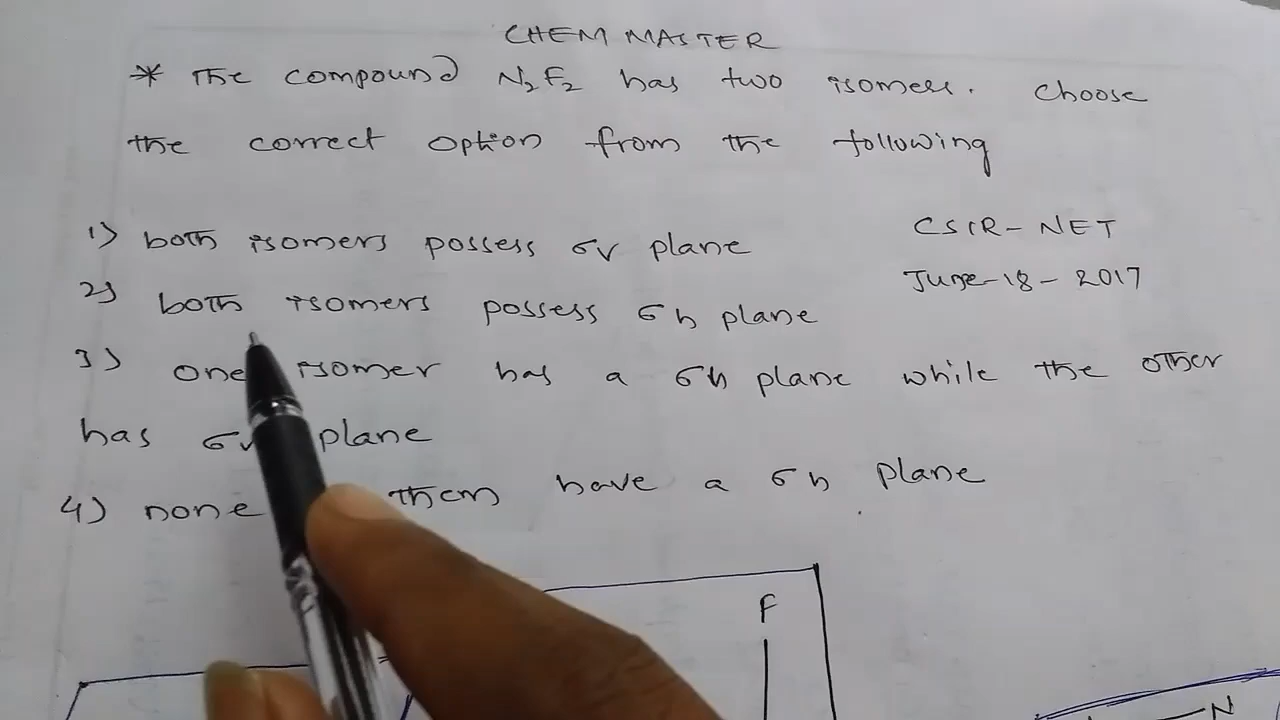 CHEM MASTER
* The compound N₂F₂ has two isomers. Choose
the correct option from the following
1) both isomers possess σv plane
CSIR-NET
June-18-2017
2) both isomers possess σh plane
3) one isomer has a σh plane while the other
has σv plane
4) none them have a σh plane
F
N